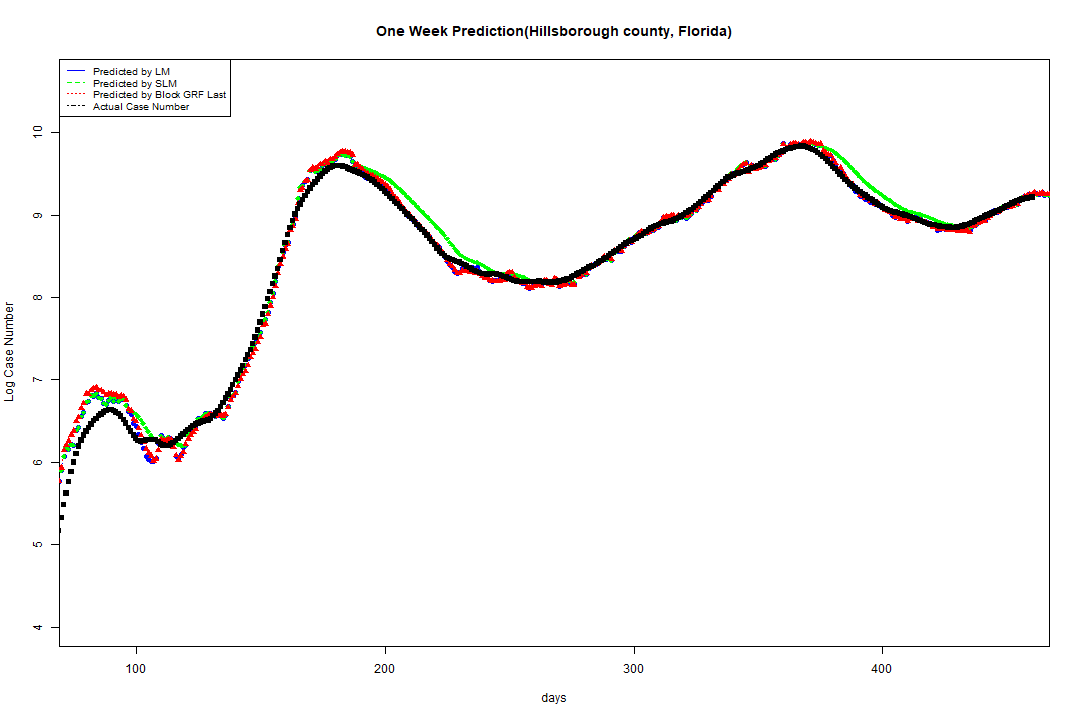 One Week Prediction(Hillsborough county, Florida)
Predicted by LM
Predicted by SLM
Predicted by Block GRF Last
Actual Case Number
10
9
8
7
6
5
4
Log Case Number
100 200 300 400
days